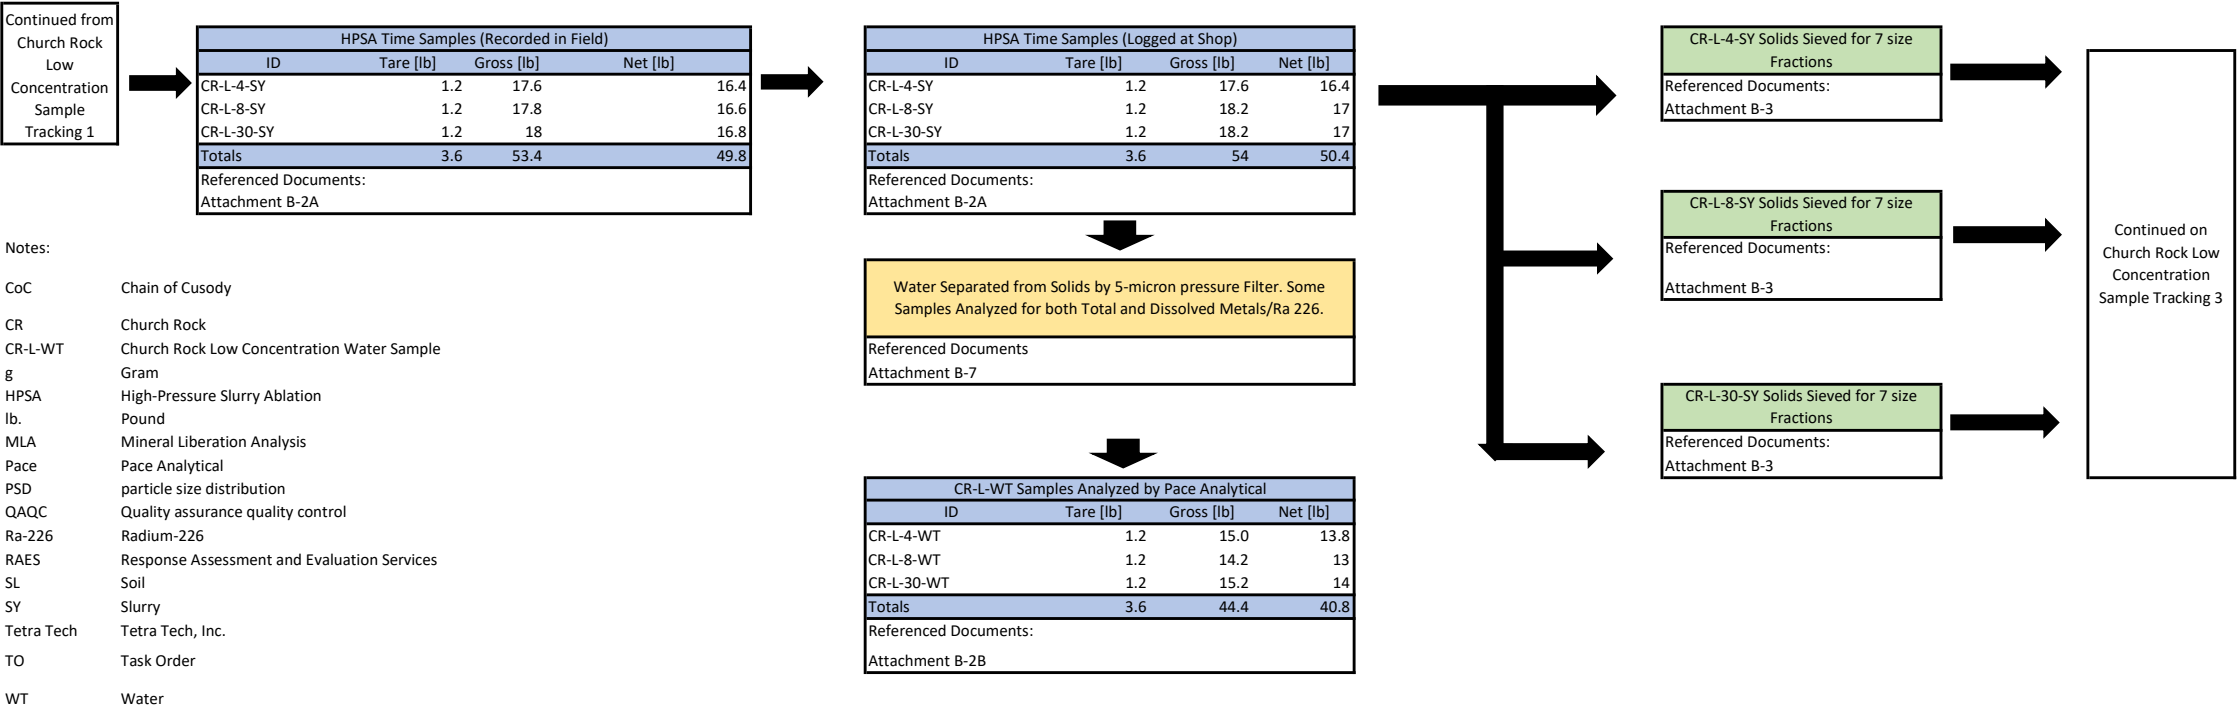 Continued from
Church Rock
Low
Concentration
Sample
Tracking 1
HPSA Time Samples (Recorded in Field)
ID Tare [lb] Gross [lb] Net [lb]
CR-L-4-SY 1.2 17.6 16.4
CR-L-8-SY 1.2 17.8 16.6
CR-L-30-SY 1.2 18 16.8
Totals 3.6 53.4 49.8
Referenced Documents:
Attachment B-2A
HPSA Time Samples (Logged at Shop)
ID Tare [lb] Gross [lb] Net [lb]
CR-L-4-SY 1.2 17.6 16.4
CR-L-8-SY 1.2 18.2 17
CR-L-30-SY 1.2 18.2 17
Totals 3.6 54 50.4
Referenced Documents:
Attachment B-2A
Water Separated from Solids by 5-micron pressure Filter. Some
Samples Analyzed for both Total and Dissolved Metals/Ra 226.
Referenced Documents
Attachment B-7
CR-L-WT Samples Analyzed by Pace Analytical
ID Tare [lb] Gross [lb] Net [lb]
CR-L-4-WT 1.2 15.0 13.8
CR-L-8-WT 1.2 14.2 13
CR-L-30-WT 1.2 15.2 14
Totals 3.6 44.4 40.8
Referenced Documents:
Attachment B-2B
CR-L-4-SY Solids Sieved for 7 size
Fractions
Referenced Documents:
Attachment B-3
CR-L-8-SY Solids Sieved for 7 size
Fractions
Referenced Documents:
Attachment B-3
CR-L-30-SY Solids Sieved for 7 size
Fractions
Referenced Documents:
Attachment B-3
Continued on
Church Rock Low
Concentration
Sample Tracking 3
Notes:
CoC Chain of Cusody
CR Church Rock
CR-L-WT Church Rock Low Concentration Water Sample
g Gram
HPSA High-Pressure Slurry Ablation
lb. Pound
MLA Mineral Liberation Analysis
Pace Pace Analytical
PSD particle size distribution
QAQC Quality assurance quality control
Ra-226 Radium-226
RAES Response Assessment and Evaluation Services
SL Soil
SY Slurry
Tetra Tech Tetra Tech, Inc.
TO Task Order
WT Water